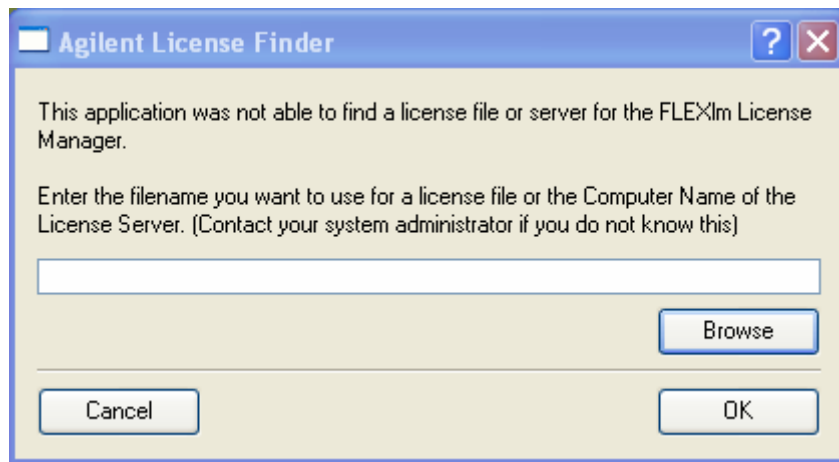 Agilent License Finder
This application was not able to find a license file or server for the FLEXlm License
Manager.
Enter the filename you want to use for a license file or the Computer Name of the
License Server. (Contact your system administrator if you do not know this)
Browse
Cancel
OK